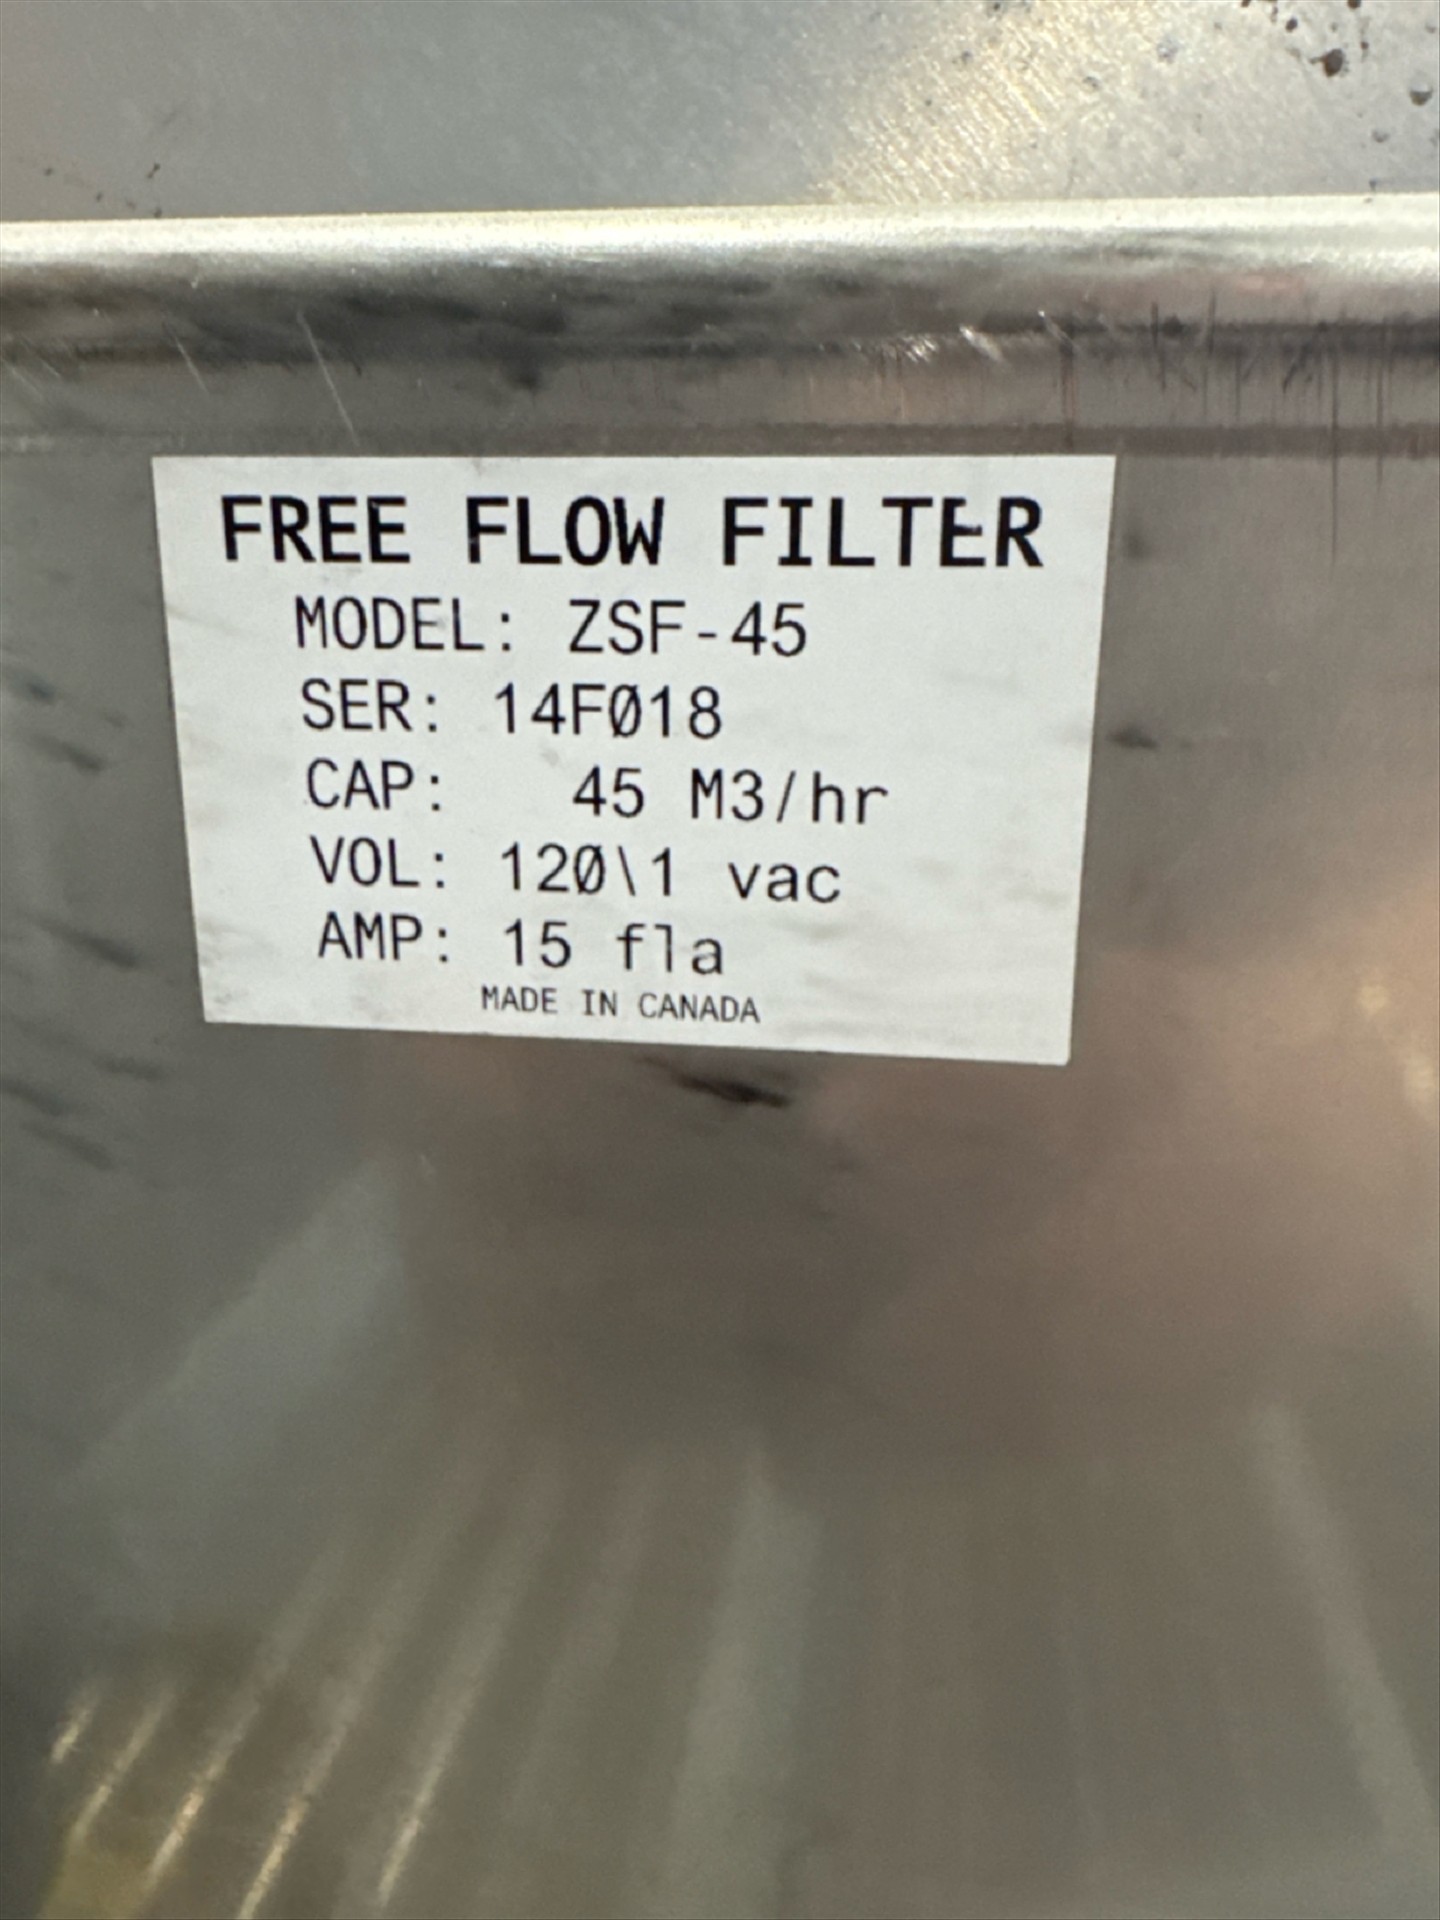 FREE FLOW FILTER
MODEL: ZSF-45
SER: 14F018
CAP: 45 M3/hr
VOL: 120\1 vac
AMP: 15 fla
MADE IN CANADA